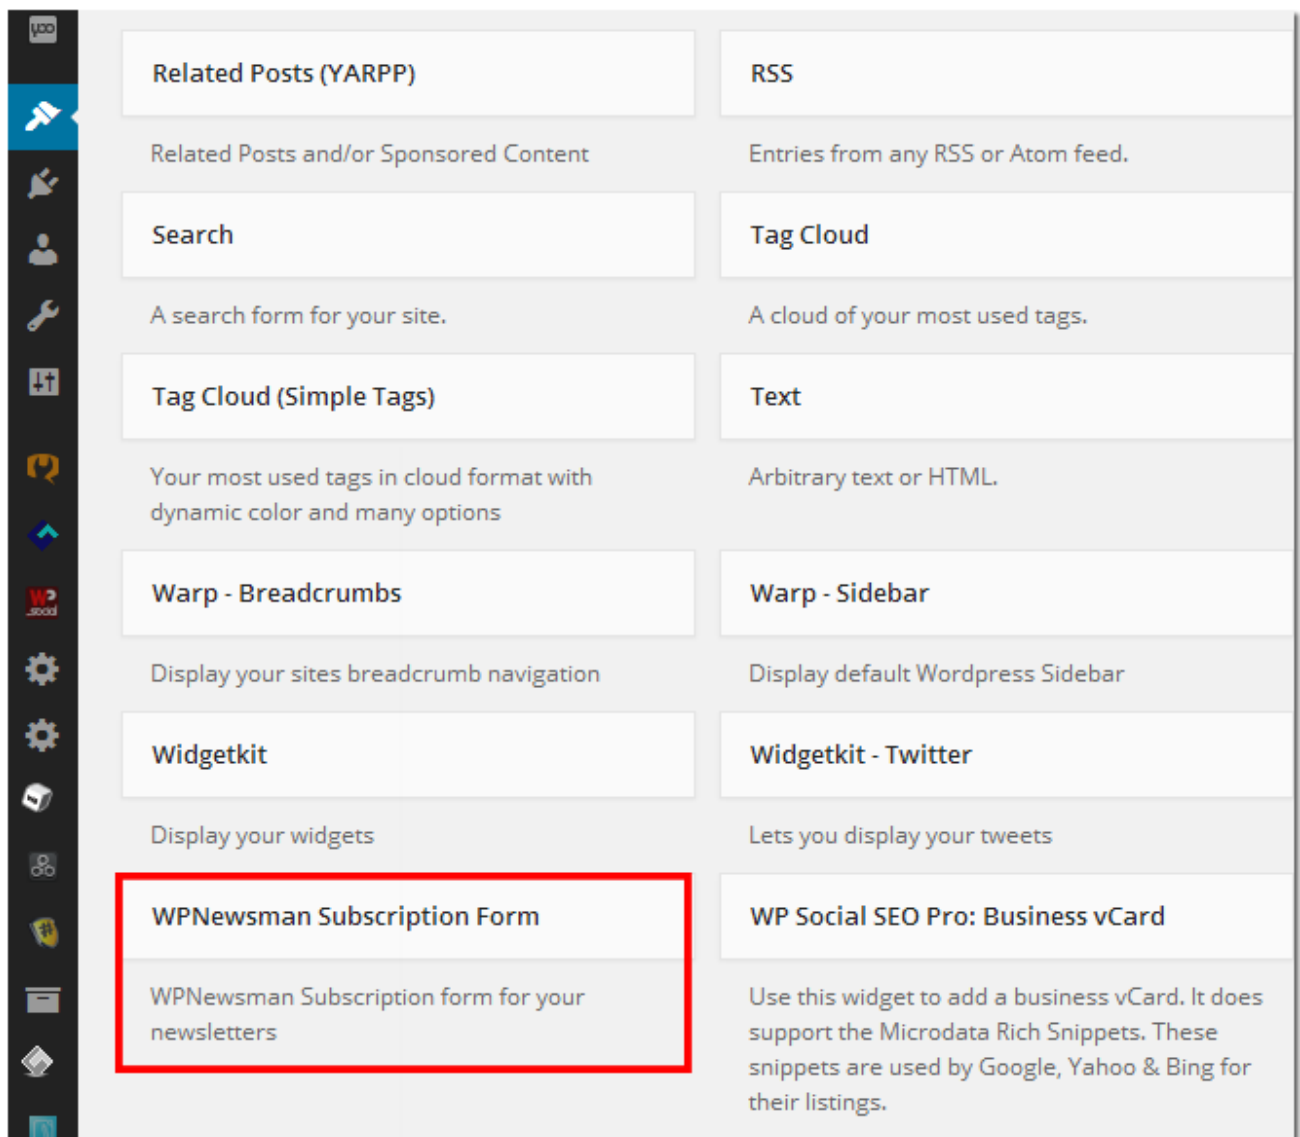 yoo
Related Posts (YARPP)
RSS
Related Posts and/or Sponsored Content
Entries from any RSS or Atom feed.
Search
Tag Cloud
A search form for your site.
A cloud of your most used tags.
Tag Cloud (Simple Tags)
Text
Your most used tags in cloud format with
dynamic color and many options
Arbitrary text or HTML.
Warp - Breadcrumbs
Warp - Sidebar
WP
social
Display your sites breadcrumb navigation
Display default Wordpress Sidebar
Widgetkit
Widgetkit - Twitter
Display your widgets
Lets you display your tweets
WPNewsman Subscription Form
WP Social SEO Pro: Business vCard
#
WPNewsman Subscription form for your
newsletters
Use this widget to add a business vCard. It does
support the Microdata Rich Snippets. These
snippets are used by Google, Yahoo & Bing for
their listings.